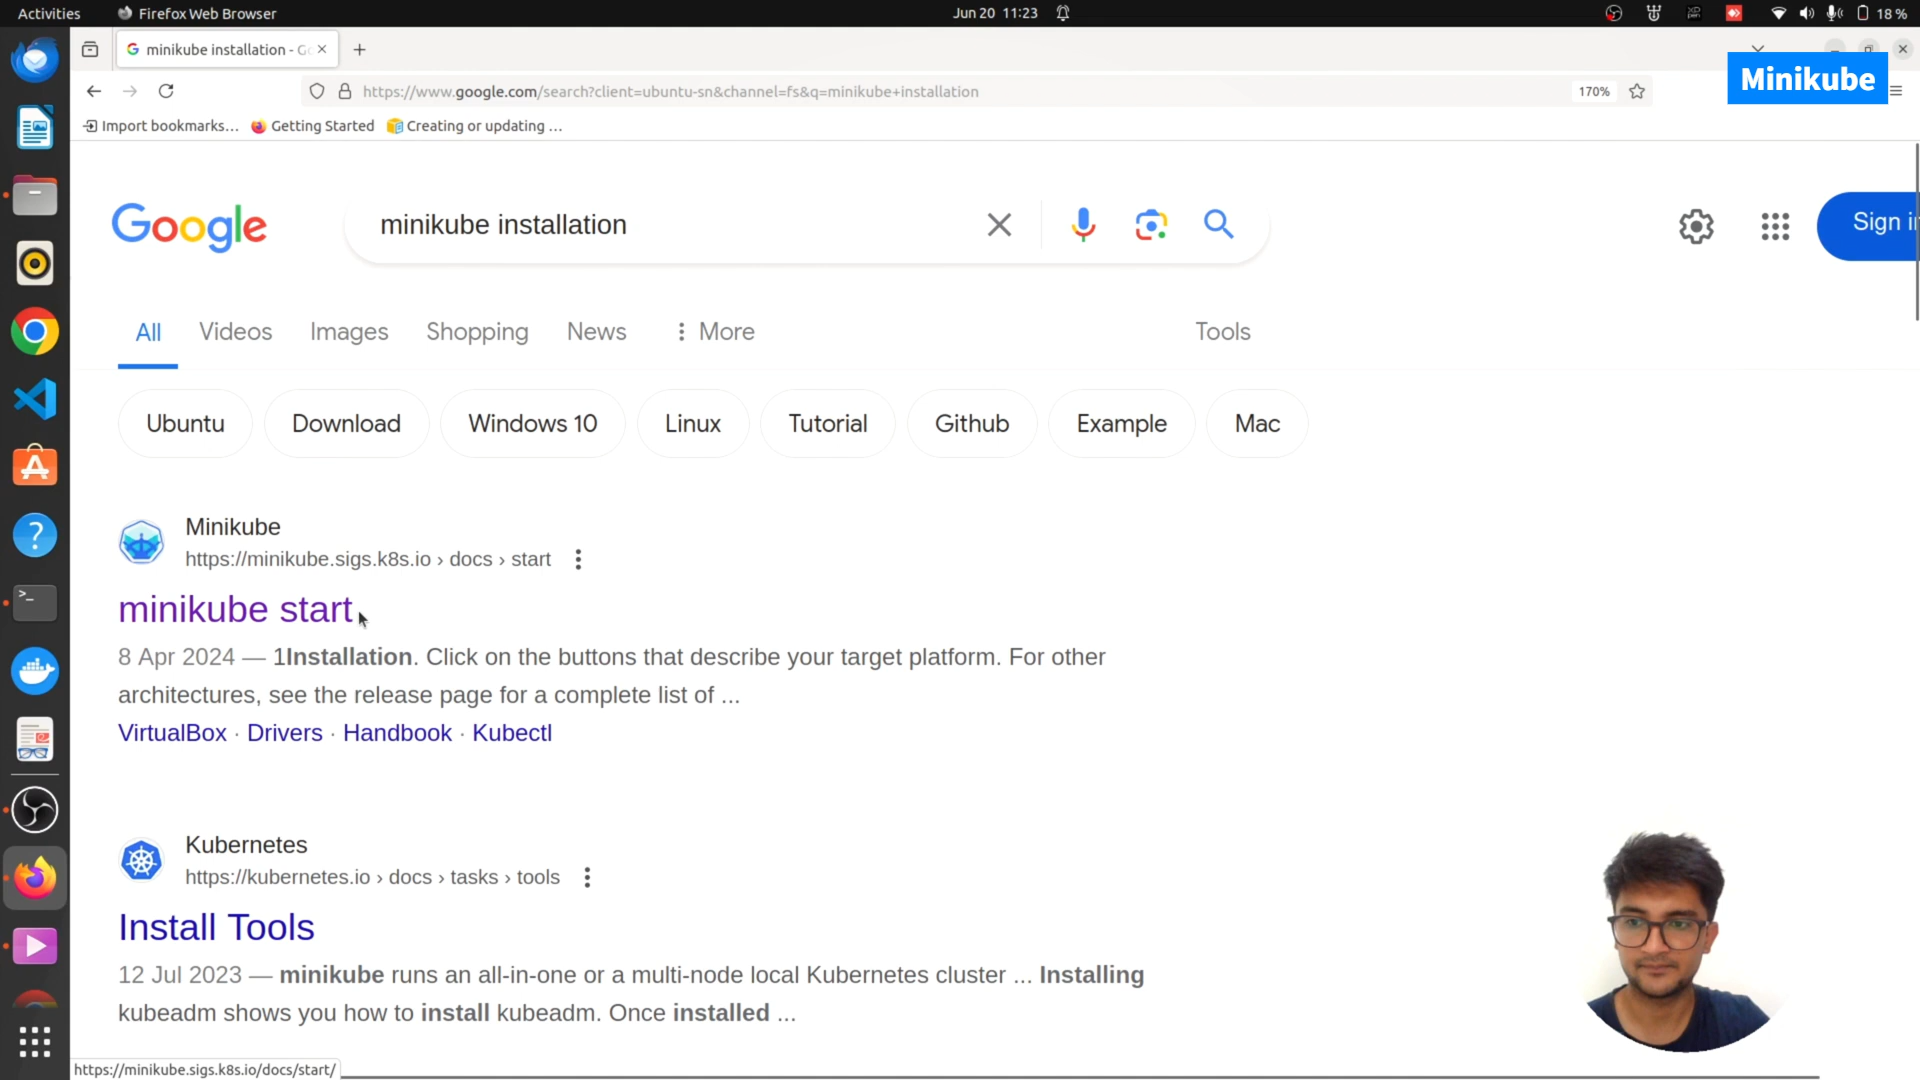 Activities
Firefox Web Browser
Jun 20 11:23
18 %
minikube installation - Go
https://www.google.com/search?client=ubuntu-sn&channel=fs&q=minikube+installation
170%
Minikube
Import bookmarks...
Getting Started
Creating or updating ...
Google
minikube installation
Sign in
All
Videos
Images
Shopping
News
More
Tools
Ubuntu
Download
Windows 10
Linux
Tutorial
Github
Example
Mac
Minikube
https://minikube.sigs.k8s.io › docs › start
minikube start
8 Apr 2024 — 1Installation. Click on the buttons that describe your target platform. For other
architectures, see the release page for a complete list of ...
VirtualBox · Drivers · Handbook · Kubectl
Kubernetes
https://kubernetes.io › docs › tasks › tools
Install Tools
12 Jul 2023 — minikube runs an all-in-one or a multi-node local Kubernetes cluster ... Installing
kubeadm shows you how to install kubeadm. Once installed ...
https://minikube.sigs.k8s.io/docs/start/